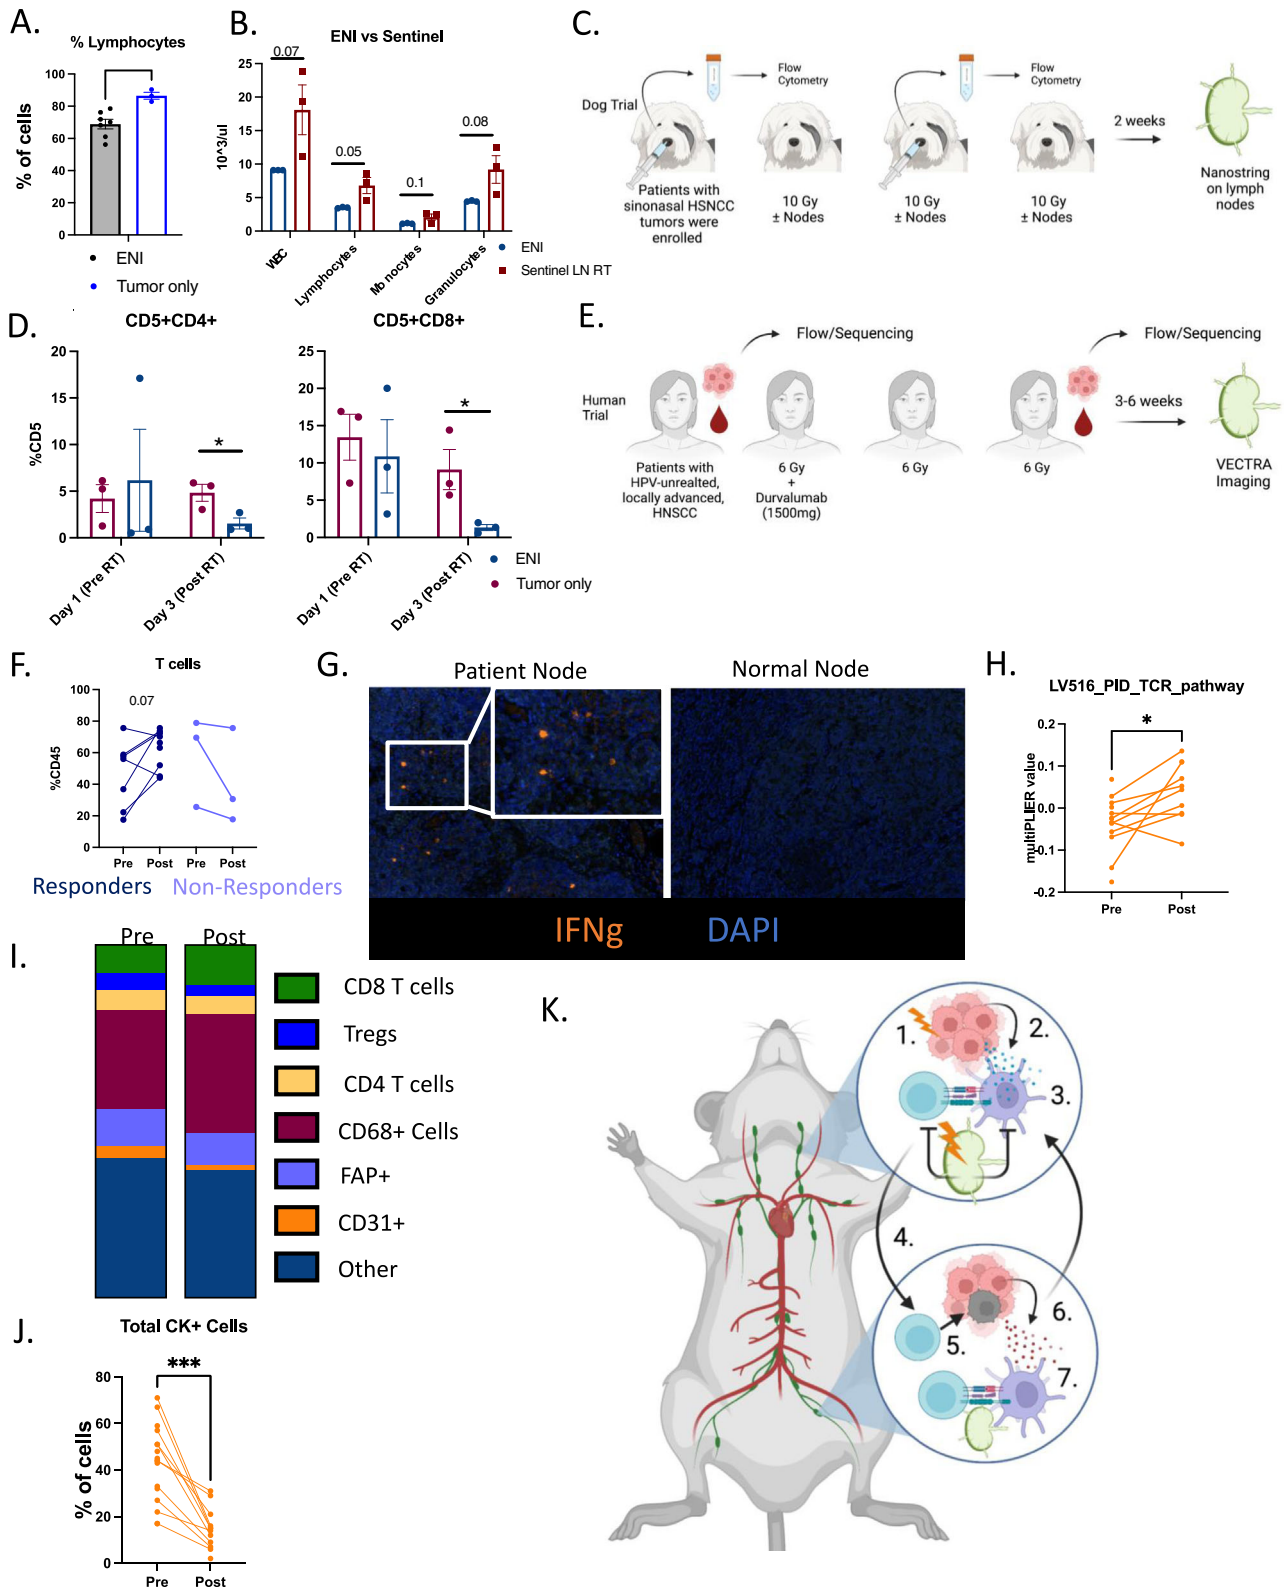 A.
% Lymphocytes
% of cells
100
80
60
40
20
0
ENI
Tumor only
B.
ENI vs Sentinel
10^3/ul
25
20
15
10
5
0
0.07
0.05
0.1
0.08
WBC
Lymphocytes
Mo nocytes
Granulocytes
ENI
Sentinel LN RT
C.
Dog Trial
Flow
Cytometry
Flow
Cytometry
2 weeks
Patients with
sinonasal HSNCC
tumors were
enrolled
10 Gy
± Nodes
10 Gy
± Nodes
10 Gy
± Nodes
Nanostring
on lymph
nodes
D.
CD5+CD4+
%CD5
20
15
10
5
0
*
Day 1 (Pre RT)
Day 3 (Post RT)
CD5+CD8+
25
20
15
10
5
0
*
Day 1 (Pre RT)
Day 3 (Post RT)
ENI
Tumor only
E.
Flow/Sequencing
Flow/Sequencing
Human
Trial
3-6 weeks
Patients with
HPV-unrealted,
locally advanced,
HNSCC
6 Gy
+
Durvalumab
(1500mg)
6 Gy
6 Gy
VECTRA
Imaging
F.
T cells
%CD45
100
80
60
40
20
0
0.07
Pre
Post
Pre
Post
Responders
Non-Responders
G.
Patient Node
Normal Node
IFNg
DAPI
H.
LV516_PID_TCR_pathway
multiPLIER value
0.2
0.1
0.0
-0.1
-0.2
*
Pre
Post
I.
Pre
Post
CD8 T cells
Tregs
CD4 T cells
CD68+ Cells
FAP+
CD31+
Other
J.
Total CK+ Cells
% of cells
80
60
40
20
0
***
Pre
Post
K.
1.
2.
3.
4.
5.
6.
7.